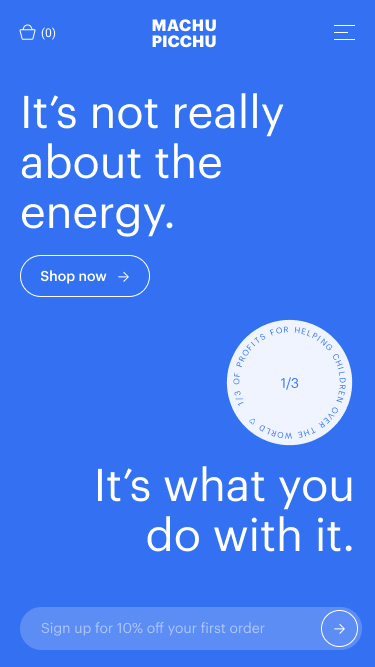 (0)
MACHU
PICCHU
It's not really
about the
energy.
Shop now →
1/3 OF PROFITS FOR HELPING CHILDREN OVER THE WORLD ♡
1/3
It's what you
do with it.
Sign up for 10% off your first order →